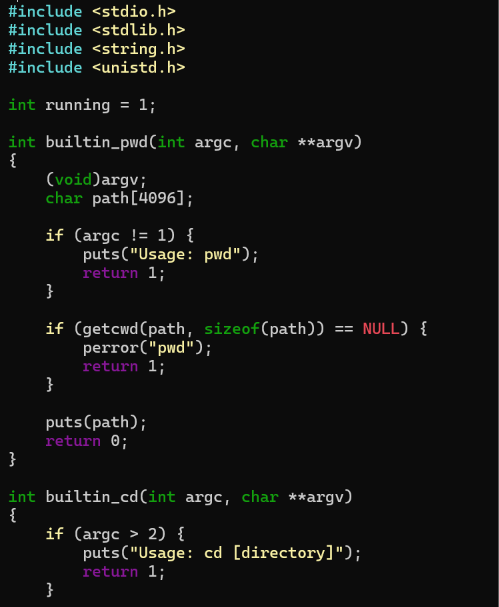 #include <stdio.h>
#include <stdlib.h>
#include <string.h>
#include <unistd.h>

int running = 1;

int builtin_pwd(int argc, char **argv)
{
    (void)argv;
    char path[4096];

    if (argc != 1) {
        puts("Usage: pwd");
        return 1;
    }

    if (getcwd(path, sizeof(path)) == NULL) {
        perror("pwd");
        return 1;
    }

    puts(path);
    return 0;
}

int builtin_cd(int argc, char **argv)
{
    if (argc > 2) {
        puts("Usage: cd [directory]");
        return 1;
    }